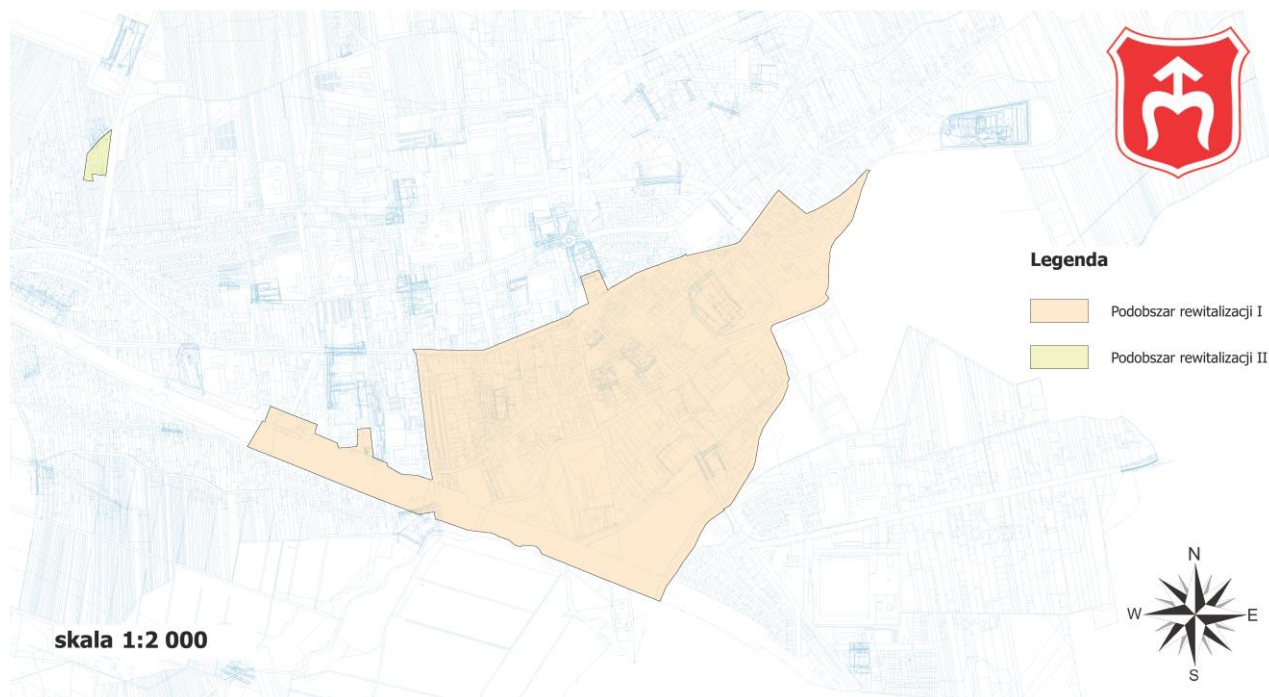 Legenda
Podobszar rewitalizacji I
Podobszar rewitalizacji II
N
W E
S
skala 1:2 000